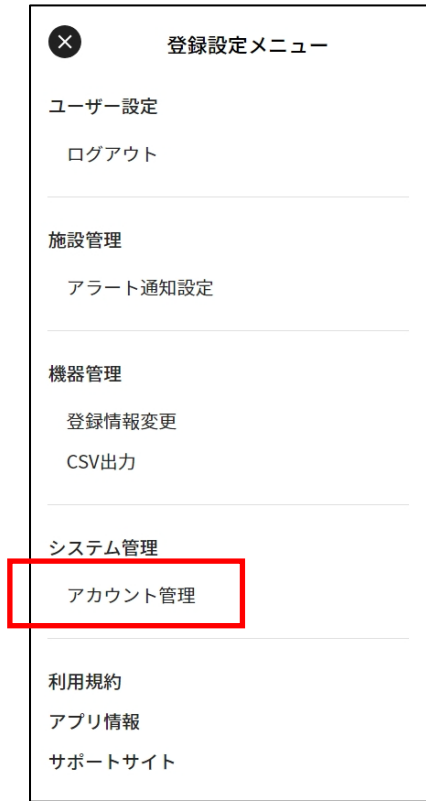 登録設定メニュー
ユーザー設定
ログアウト
施設管理
アラート通知設定
機器管理
登録情報変更
CSV出力
システム管理
アカウント管理
利用規約
アプリ情報
サポートサイト